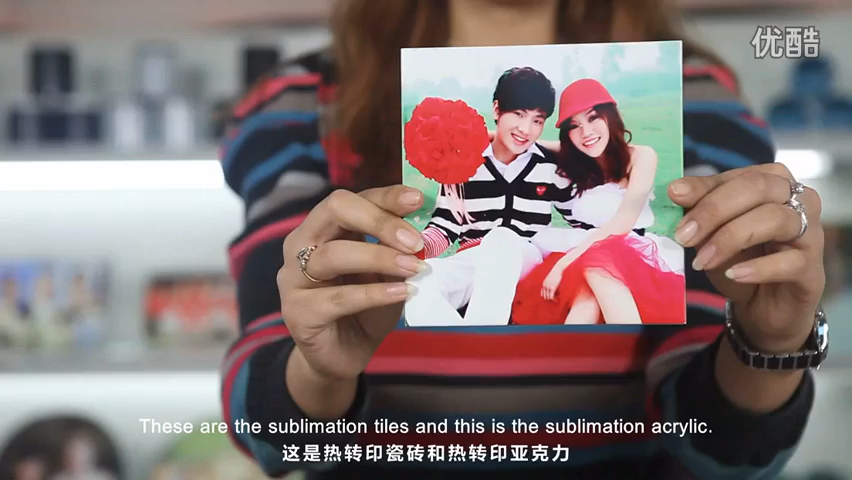 优酷
These are the sublimation tiles and this is the sublimation acrylic.
这是热转印瓷砖和热转印亚克力